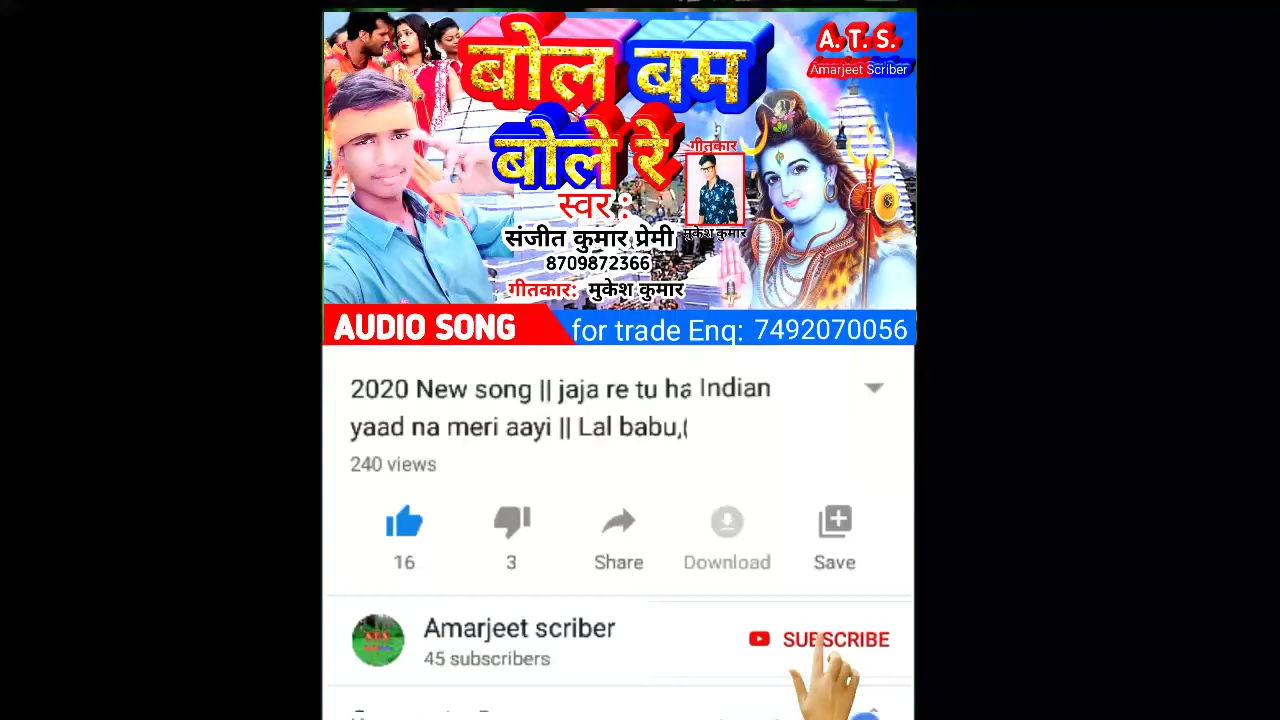 बोल बम
बोले रे
A. T. S.
Amarjeet Scriber
गीतकार
मुकेश कुमार
स्वर :
संजीत कुमार प्रेमी
8709872366
गीतकार: मुकेश कुमार
AUDIO SONG
for trade Enq: 7492070056
2020 New song || jaja re tu ha Indian
yaad na meri aayi || Lal babu,(
240 views
16
3
Share
Download
Save
Amarjeet scriber
45 subscribers
SUBSCRIBE